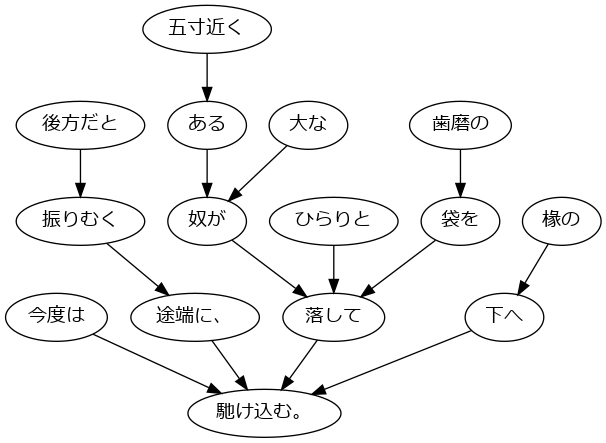 五寸近く
後方だと
ある
大な
歯磨の
振りむく
奴が
ひらりと
袋を
椽の
今度は
途端に、
落して
下へ
馳け込む。